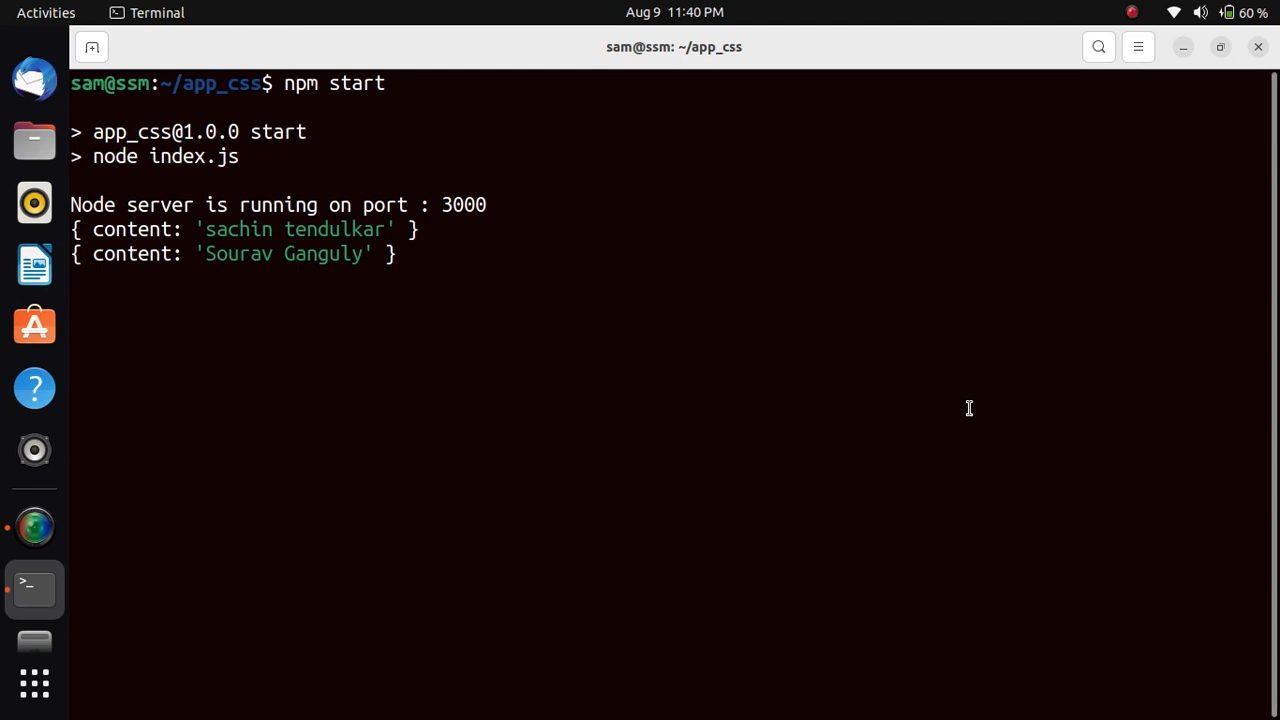 Activities Terminal Aug 9 11:40 PM 60 %
sam@ssm: ~/app_css
sam@ssm:~/app_css$ npm start
> app_css@1.0.0 start
> node index.js
Node server is running on port : 3000
{ content: 'sachin tendulkar' }
{ content: 'Sourav Ganguly' }